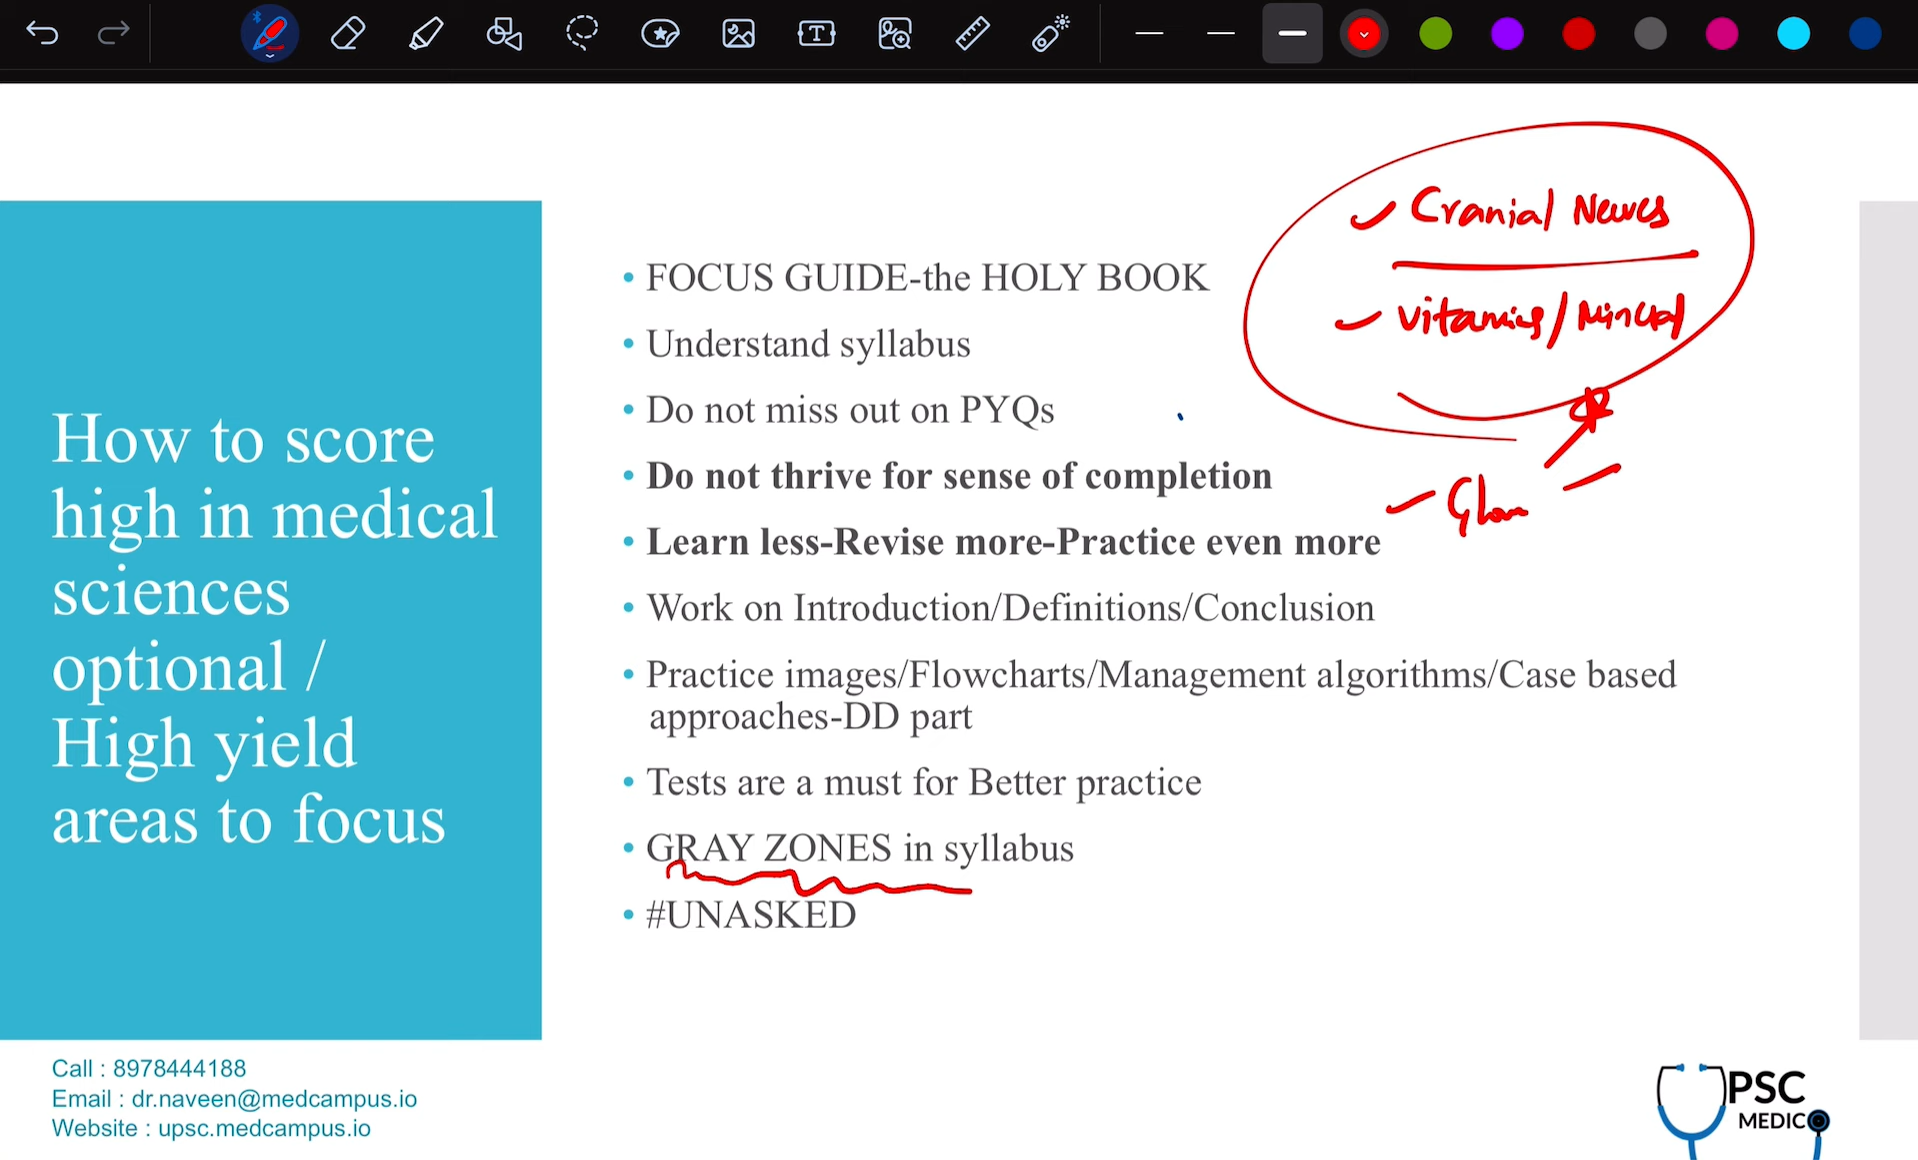 Cranial Nerves
Vitamins/Mineral
• FOCUS GUIDE-the HOLY BOOK
• Understand syllabus
• Do not miss out on PYQs
• Do not thrive for sense of completion
• Learn less-Revise more-Practice even more
• Work on Introduction/Definitions/Conclusion
• Practice images/Flowcharts/Management algorithms/Case based
approaches-DD part
• Tests are a must for Better practice
• GRAY ZONES in syllabus
• #UNASKED
How to score
high in medical
sciences
optional /
High yield
areas to focus
Call : 8978444188
Email : dr.naveen@medcampus.io
Website : upsc.medcampus.io
UPSC
MEDICO